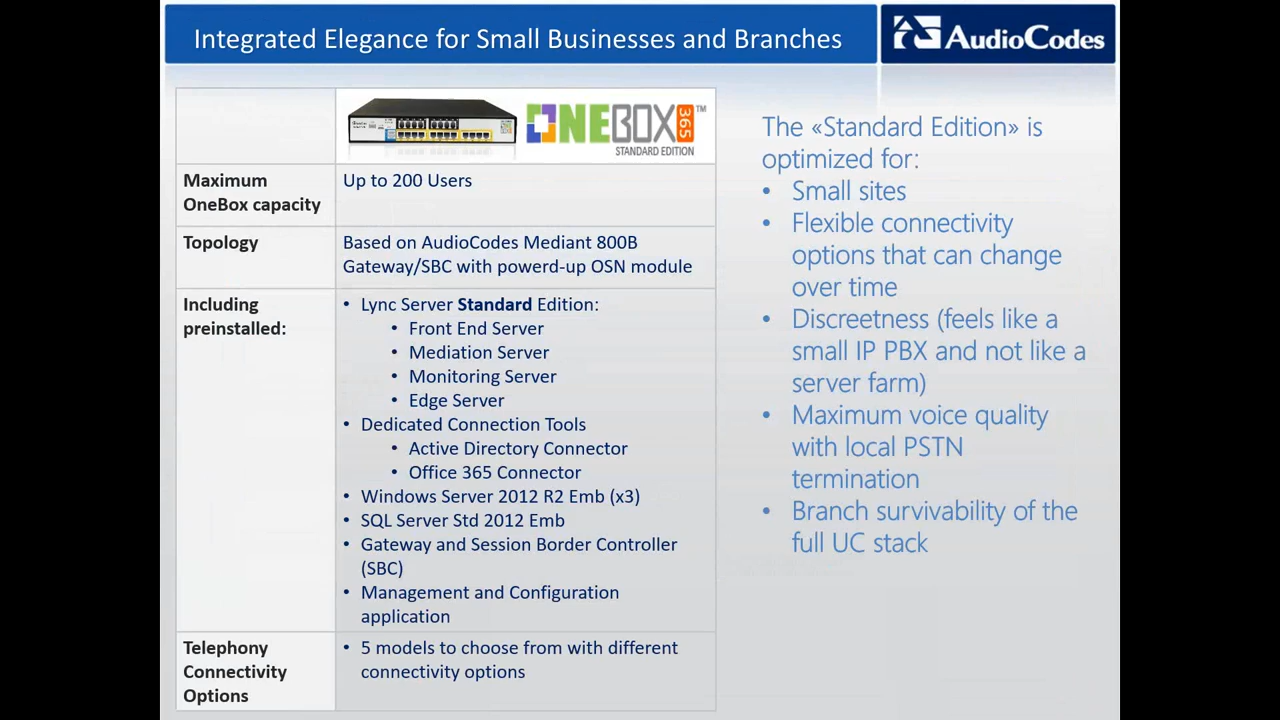 Integrated Elegance for Small Businesses and Branches
AudioCodes
ONEBOX 365 ™
STANDARD EDITION
Maximum
OneBox capacity
Up to 200 Users
Topology
Based on AudioCodes Mediant 800B
Gateway/SBC with powerd-up OSN module
Including
preinstalled:
• Lync Server Standard Edition:
• Front End Server
• Mediation Server
• Monitoring Server
• Edge Server
• Dedicated Connection Tools
• Active Directory Connector
• Office 365 Connector
• Windows Server 2012 R2 Emb (x3)
• SQL Server Std 2012 Emb
• Gateway and Session Border Controller
(SBC)
• Management and Configuration
application
Telephony
Connectivity
Options
• 5 models to choose from with different
connectivity options
The «Standard Edition» is
optimized for:
• Small sites
• Flexible connectivity
options that can change
over time
• Discreetness (feels like a
small IP PBX and not like a
server farm)
• Maximum voice quality
with local PSTN
termination
• Branch survivability of the
full UC stack